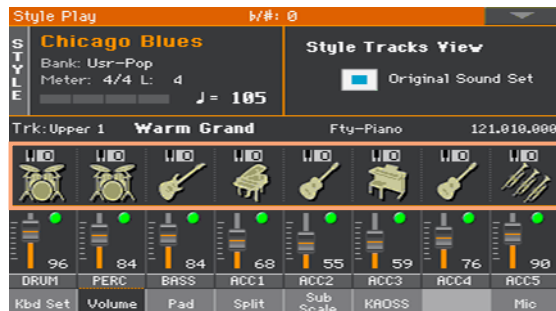 Style Play ♭/#: 0
STYLE
Chicago Blues
Bank: Usr-Pop
Meter: 4/4 L: 4
♩= 105
Style Tracks View
Original Sound Set
Trk:Upper 1 Warm Grand Fty-Piano 121.010.000
96 84 84 68 55 59 76 90
DRUM PERC BASS ACC1 ACC2 ACC3 ACC4 ACC5
Kbd Set Volume Pad Split Sub Scale KAOSS Mic